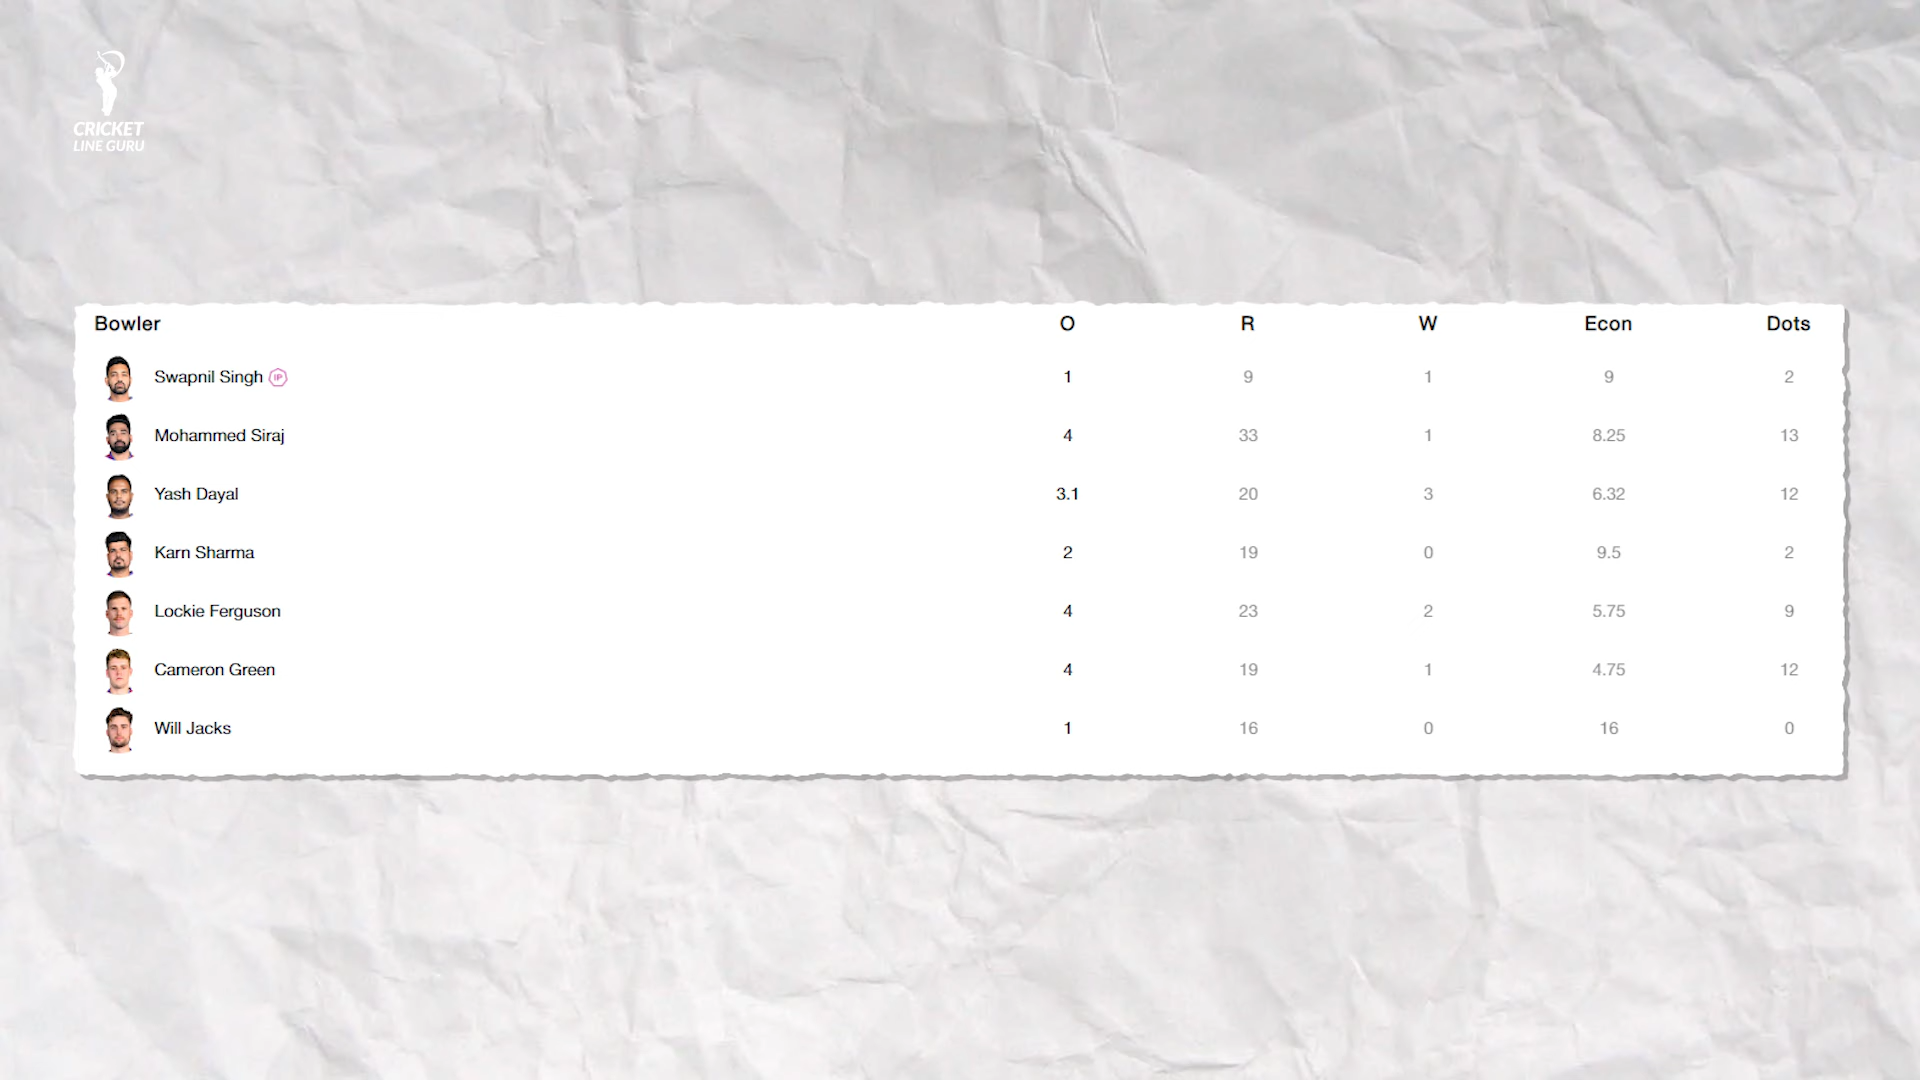 CRICKET
LINE GURU
Bowler O R W Econ Dots
Swapnil Singh IP 1 9 1 9 2
Mohammed Siraj 4 33 1 8.25 13
Yash Dayal 3.1 20 3 6.32 12
Karn Sharma 2 19 0 9.5 2
Lockie Ferguson 4 23 2 5.75 9
Cameron Green 4 19 1 4.75 12
Will Jacks 1 16 0 16 0